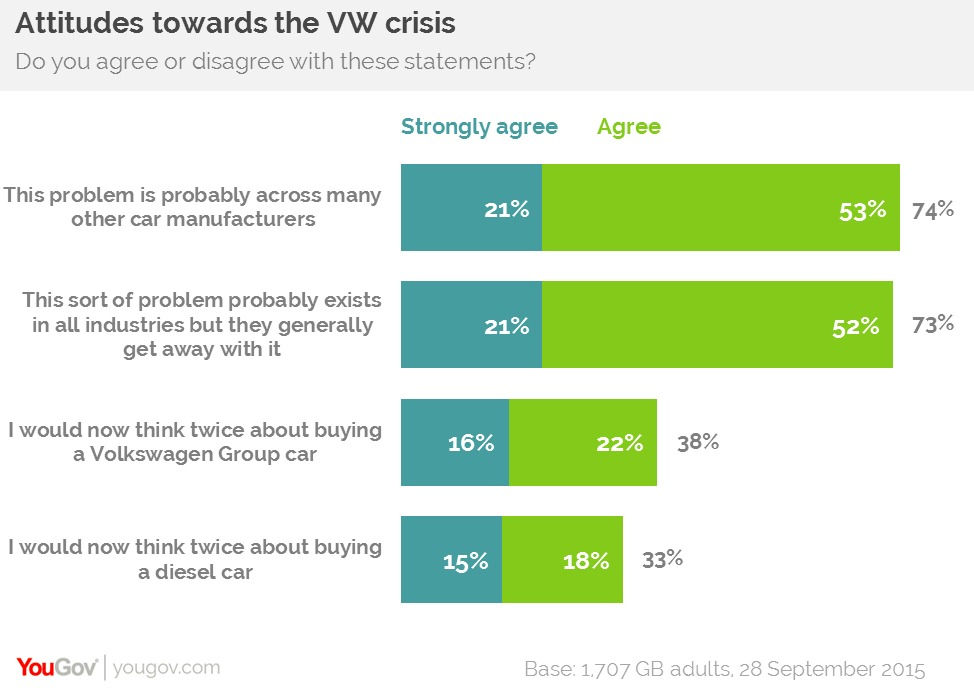 Attitudes towards the VW crisis
Do you agree or disagree with these statements?
Strongly agree Agree
This problem is probably across many
other car manufacturers
21% 53% 74%
This sort of problem probably exists
in all industries but they generally
get away with it
21% 52% 73%
I would now think twice about buying
a Volkswagen Group car
16% 22% 38%
I would now think twice about buying
a diesel car
15% 18% 33%
YouGov® | yougov.com
Base: 1,707 GB adults, 28 September 2015